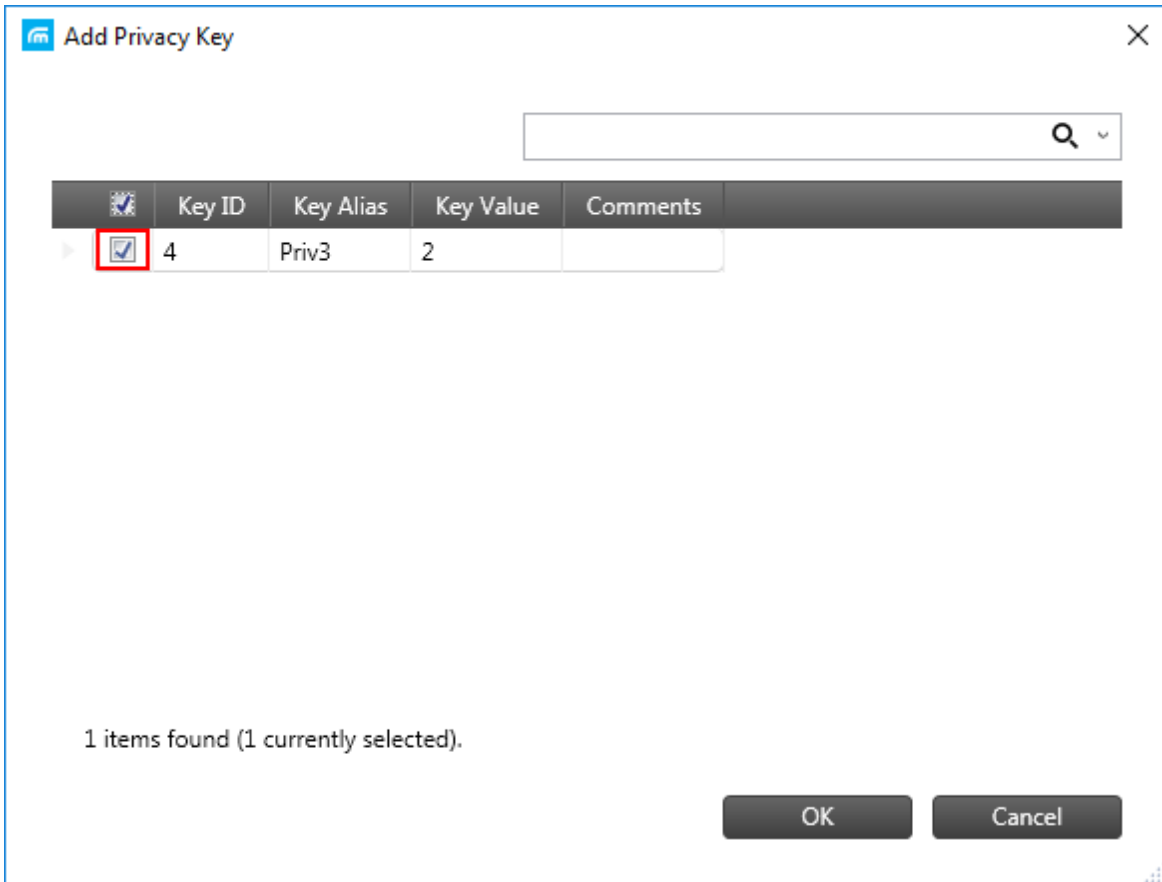 Add Privacy Key
Key ID Key Alias Key Value Comments
4 Priv3 2
1 items found (1 currently selected).
OK Cancel